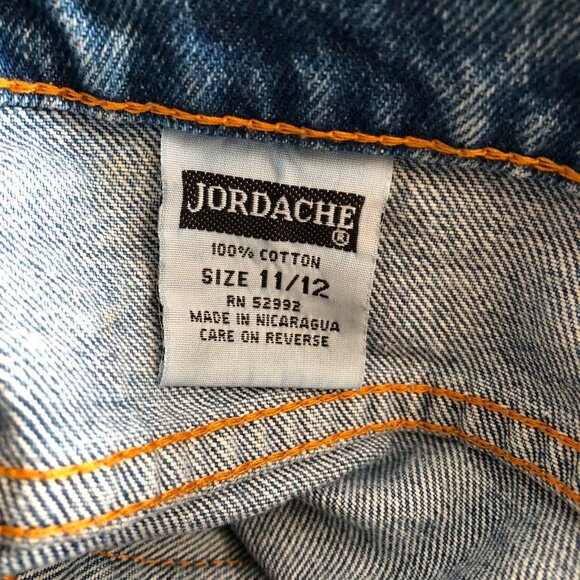 JORDACHE®
100% COTTON
SIZE 11/12
RN 52992
MADE IN NICARAGUA
CARE ON REVERSE